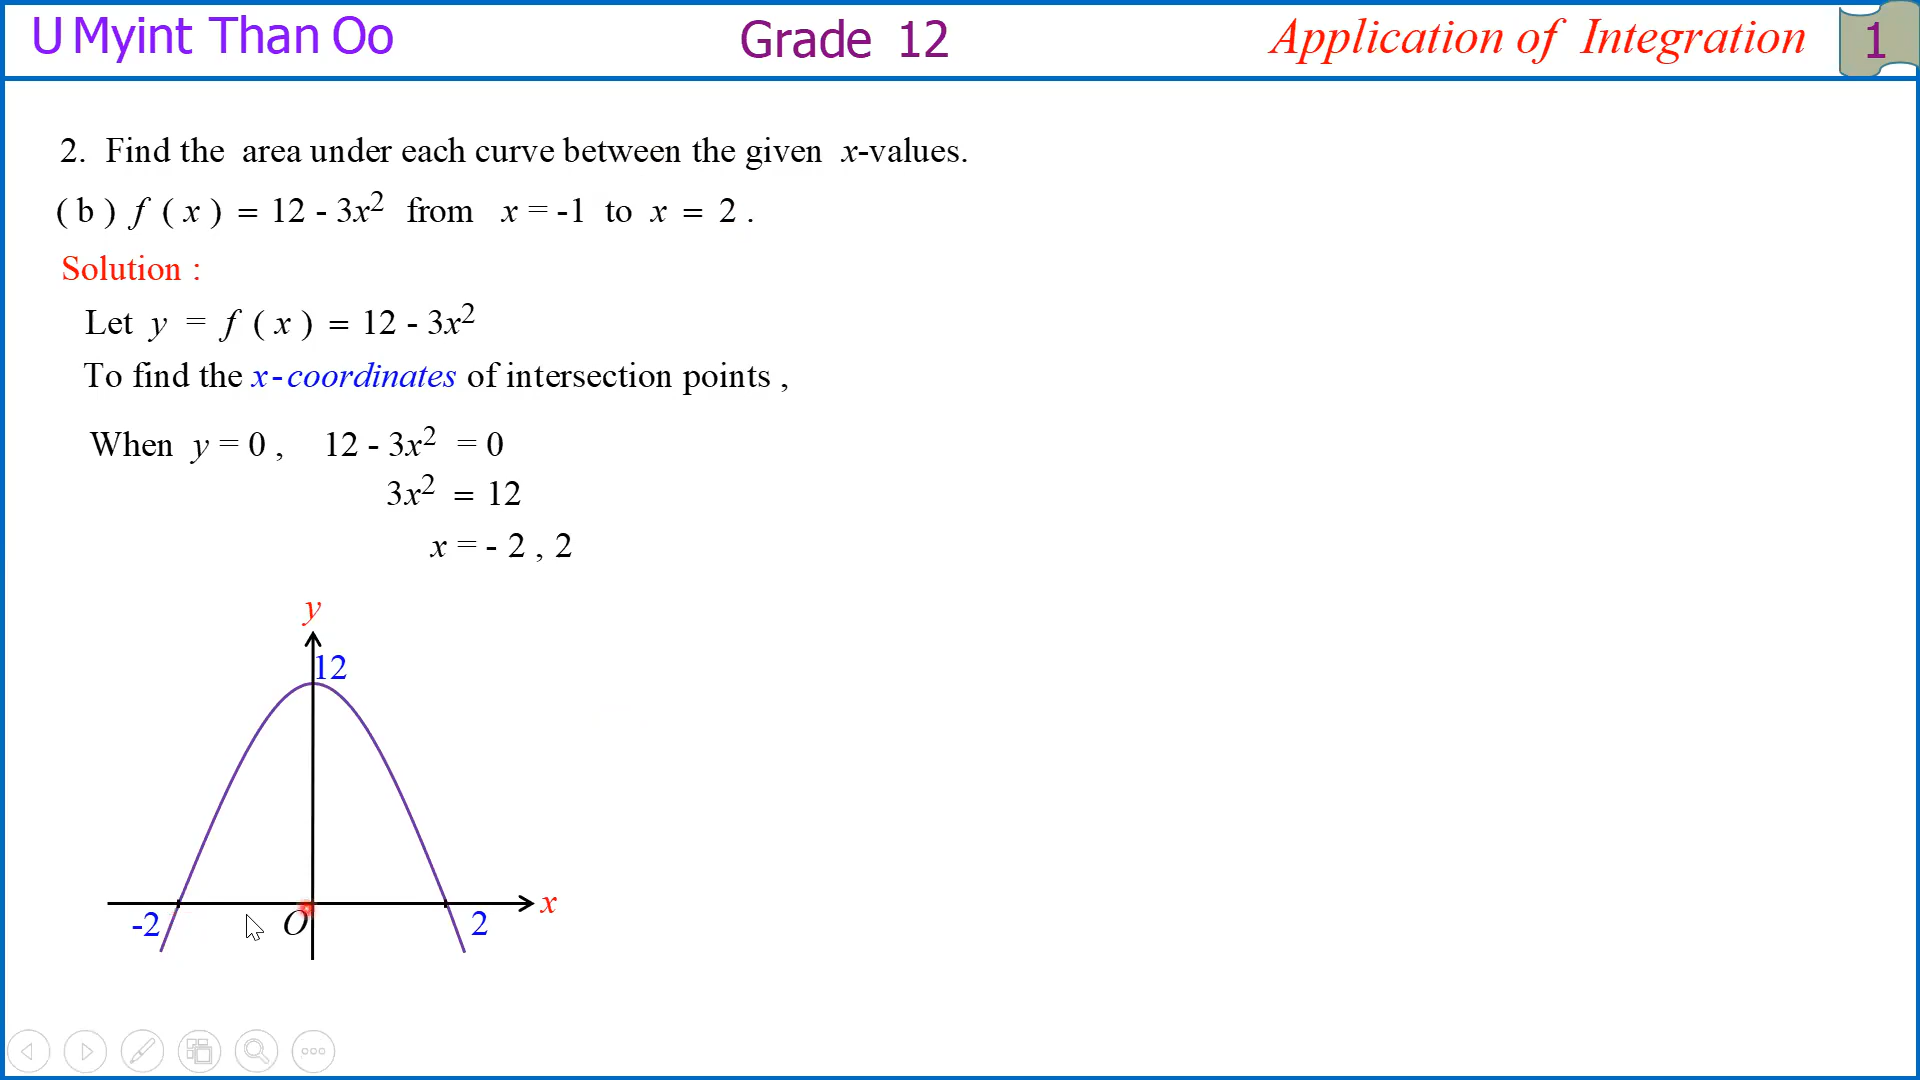 U Myint Than Oo Grade 12 Application of Integration 1
2. Find the area under each curve between the given x-values.
( b ) f ( x ) = 12 - 3x² from x = -1 to x = 2 .
Solution :
Let y = f ( x ) = 12 - 3x²
To find the x-coordinates of intersection points ,
When y = 0 , 12 - 3x² = 0
3x² = 12
x = - 2 , 2
y
12
x
-2 O 2